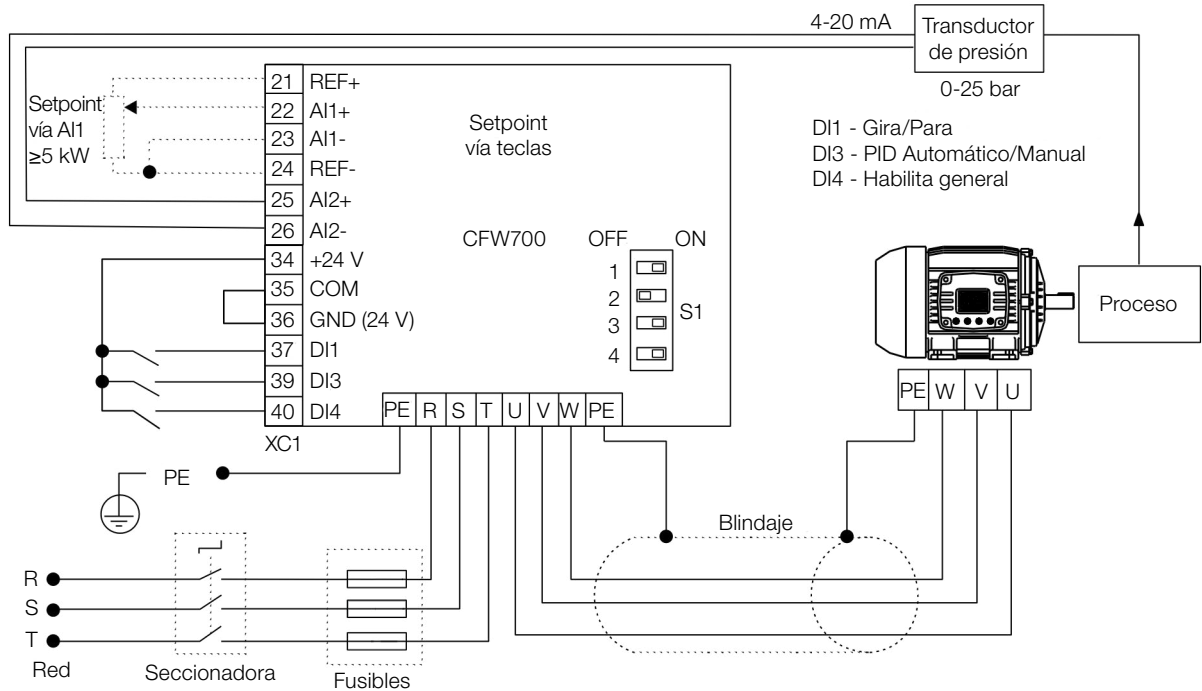 4-20 mA
Transductor
de presión
0-25 bar
21 REF+
22 AI1+
23 AI1-
24 REF-
25 AI2+
26 AI2-
34 +24 V
35 COM
36 GND (24 V)
37 DI1
39 DI3
40 DI4
XC1
Setpoint
vía AI1
≥5 kW
Setpoint
vía teclas
CFW700
OFF ON
1
2
3
4
S1
DI1 - Gira/Para
DI3 - PID Automático/Manual
DI4 - Habilita general
Proceso
PE R S T U V W PE
PE W V U
PE
Blindaje
R
S
T
Red
Seccionadora
Fusibles